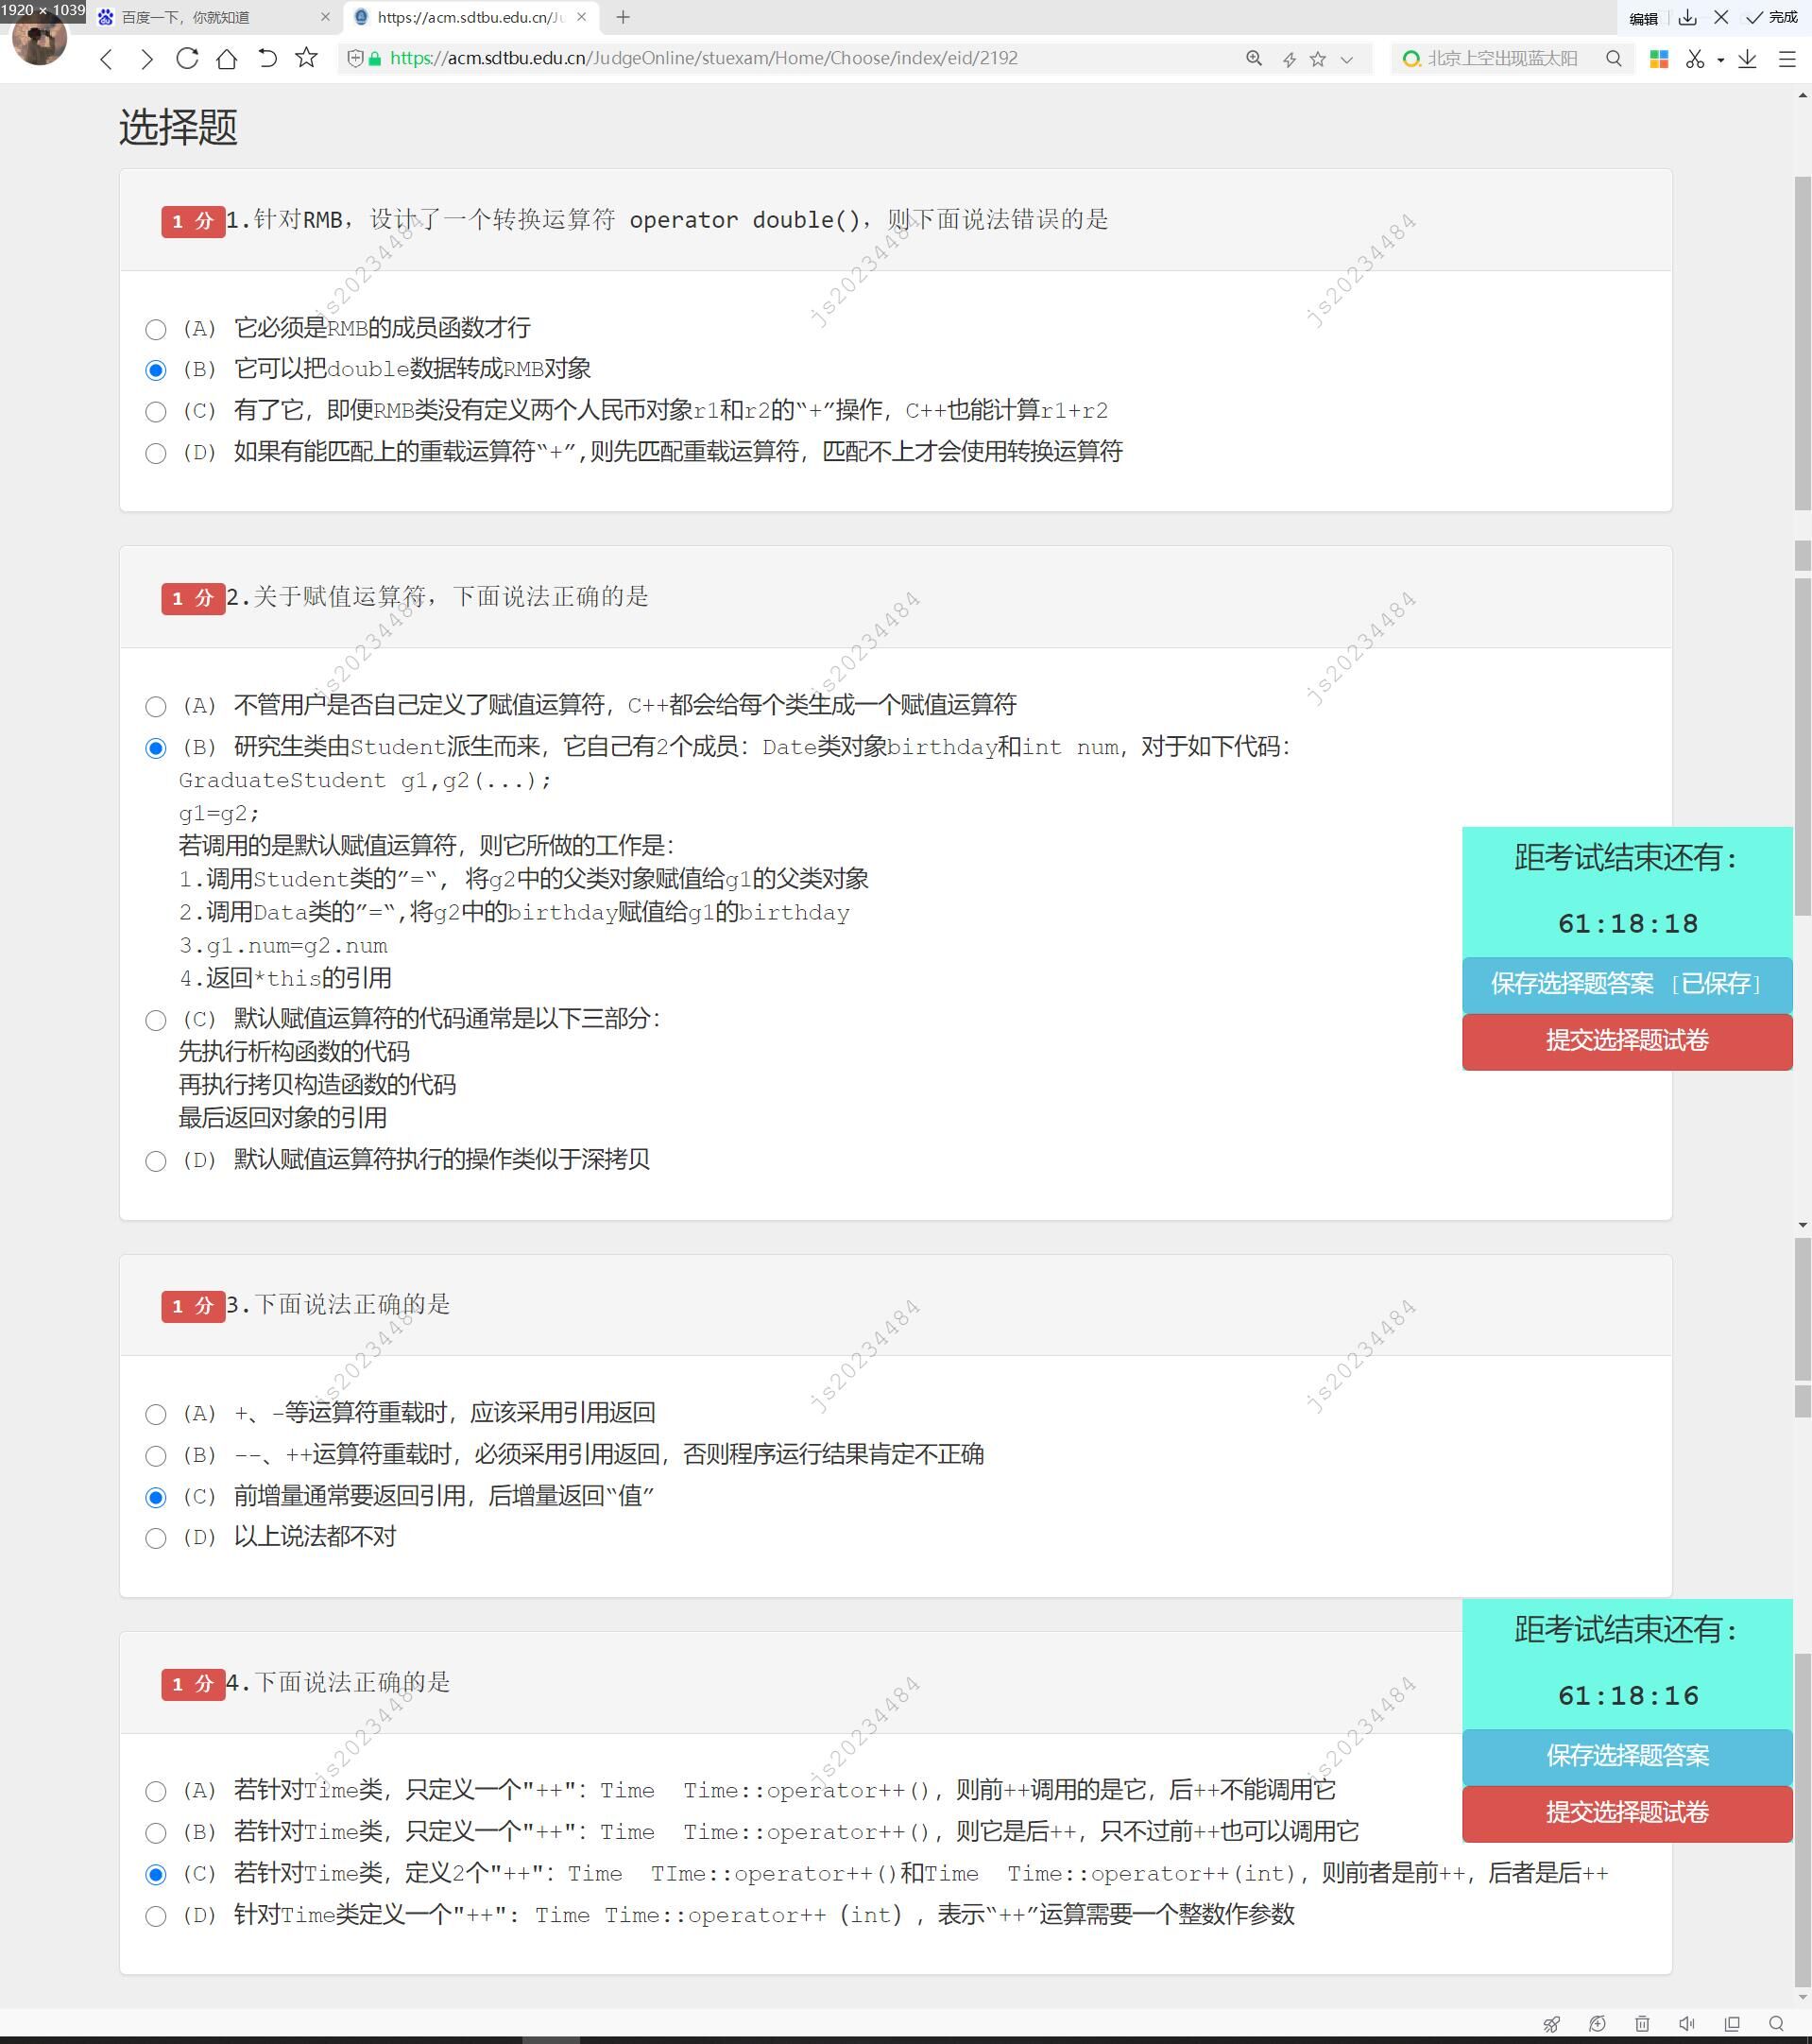 1920 × 1039
百度一下，你就知道
https://acm.sdtbu.edu.cn/Ju
编辑
完成
https://acm.sdtbu.edu.cn/JudgeOnline/stuexam/Home/Choose/index/eid/2192
北京上空出现蓝太阳
选择题
1 分 1.针对RMB，设计了一个转换运算符 operator double()，则下面说法错误的是
js20234484 js20234484 js20234484
(A) 它必须是RMB的成员函数才行
(B) 它可以把double数据转成RMB对象
(C) 有了它，即便RMB类没有定义两个人民币对象r1和r2的“+”操作，C++也能计算r1+r2
(D) 如果有能匹配上的重载运算符“+”,则先匹配重载运算符，匹配不上才会使用转换运算符
1 分 2.关于赋值运算符，下面说法正确的是
js20234484 js20234484 js20234484
(A) 不管用户是否自己定义了赋值运算符，C++都会给每个类生成一个赋值运算符
(B) 研究生类由Student派生而来，它自己有2个成员：Date类对象birthday和int num，对于如下代码：
GraduateStudent g1,g2(...);
g1=g2;
若调用的是默认赋值运算符，则它所做的工作是：
1.调用Student类的”=“, 将g2中的父类对象赋值给g1的父类对象
2.调用Data类的”=“,将g2中的birthday赋值给g1的birthday
3.g1.num=g2.num
4.返回*this的引用
(C) 默认赋值运算符的代码通常是以下三部分：
先执行析构函数的代码
再执行拷贝构造函数的代码
最后返回对象的引用
(D) 默认赋值运算符执行的操作类似于深拷贝
距考试结束还有:
61:18:18
保存选择题答案 [已保存]
提交选择题试卷
1 分 3.下面说法正确的是
js20234484 js20234484 js20234484
(A) +、-等运算符重载时，应该采用引用返回
(B) --、++运算符重载时，必须采用引用返回，否则程序运行结果肯定不正确
(C) 前增量通常要返回引用，后增量返回“值”
(D) 以上说法都不对
1 分 4.下面说法正确的是
js20234484 js20234484 js20234484
(A) 若针对Time类，只定义一个"++"：Time  Time::operator++()，则前++调用的是它，后++不能调用它
(B) 若针对Time类，只定义一个"++"：Time  Time::operator++()，则它是后++，只不过前++也可以调用它
(C) 若针对Time类，定义2个"++"：Time  TIme::operator++()和Time  Time::operator++(int)，则前者是前++，后者是后++
(D) 针对Time类定义一个"++"：Time Time::operator++（int）,表示“++”运算需要一个整数作参数
距考试结束还有:
61:18:16
保存选择题答案
提交选择题试卷